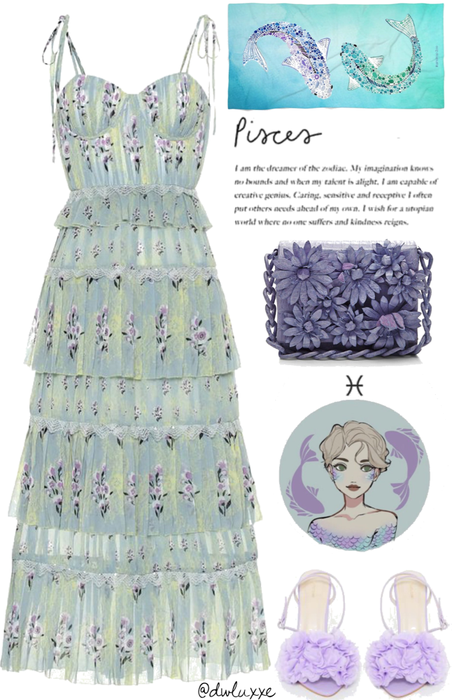 Pisces
I am the dreamer of the zodiac. My imagination knows
no bounds and when my talent is alight, I am capable of
creative genius. Caring, sensitive and receptive I often
put others needs ahead of my own. I wish for a utopian
world where no one suffers and kindness reigns.
♓
@dwluxxe